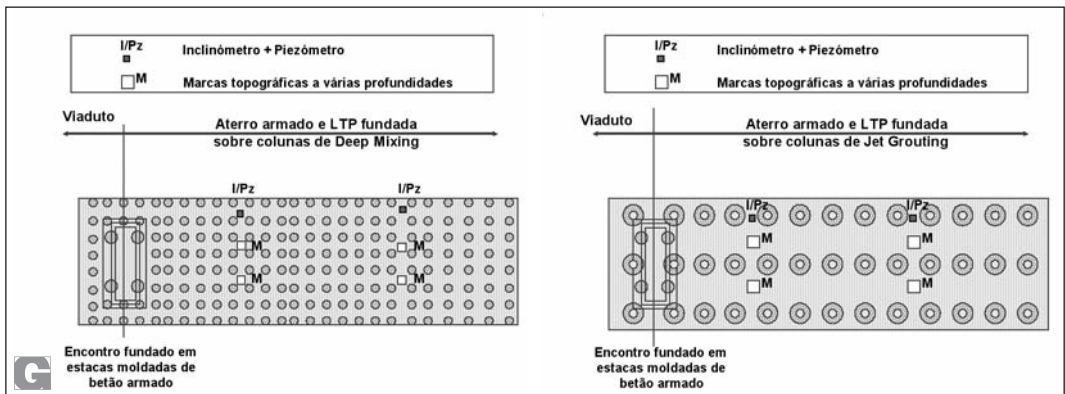 I/Pz
Inclinómetro + Piezómetro
M
Marcas topográficas a várias profundidades
Viaduto
Aterro armado e LTP fundada
sobre colunas de Deep Mixing
I/Pz
I/Pz
M
M
M
M
Encontro fundado em
estacas moldadas de
betão armado
G
I/Pz
Inclinómetro + Piezómetro
M
Marcas topográficas a várias profundidades
Viaduto
Aterro armado e LTP fundada
sobre colunas de Jet Grouting
I/Pz
I/Pz
M
M
M
M
Encontro fundado em
estacas moldadas de
betão armado